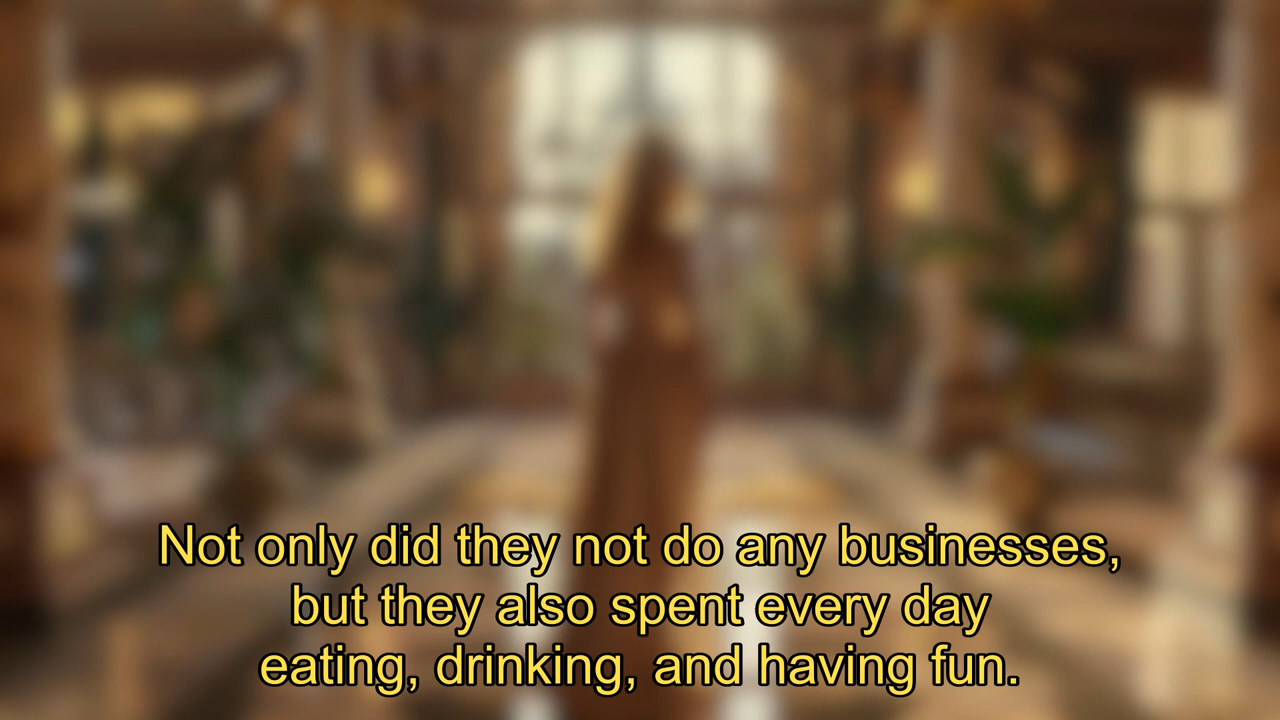 Not only did they not do any businesses,
but they also spent every day
eating, drinking, and having fun.